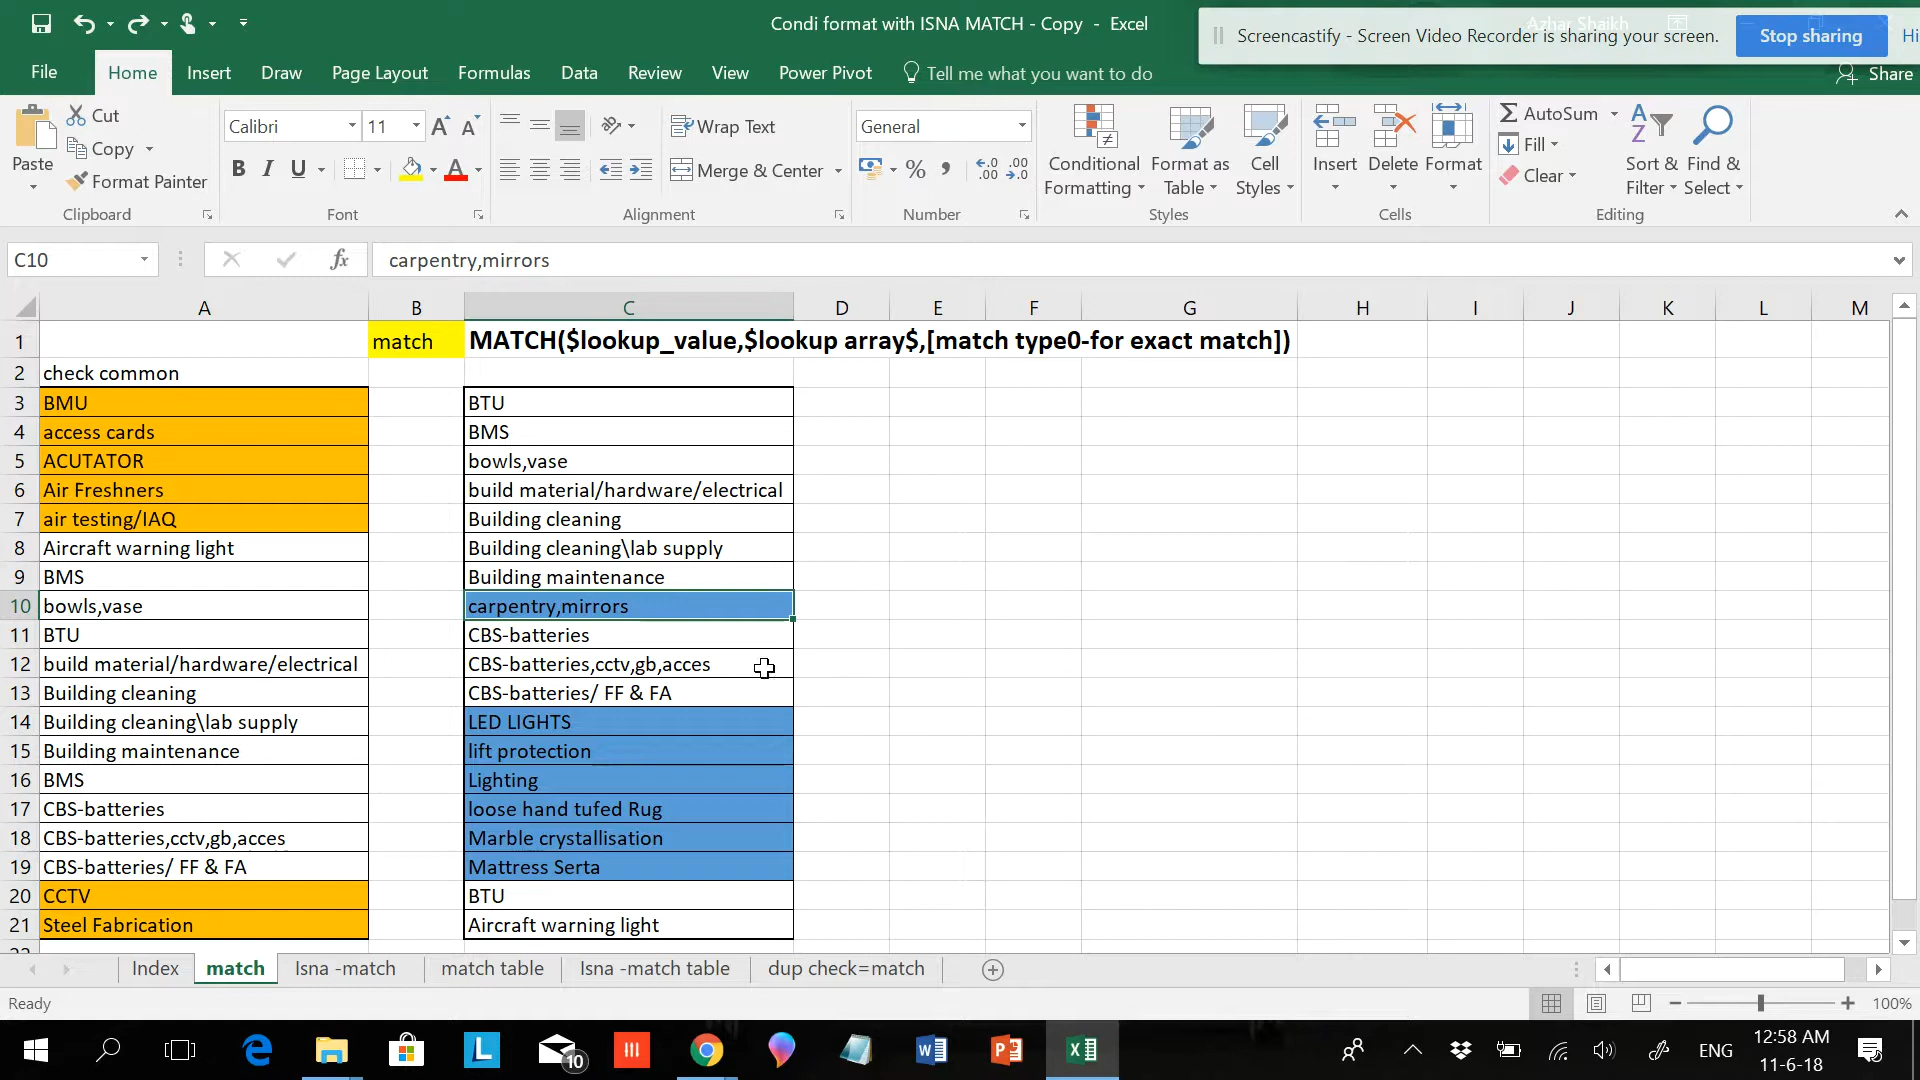 Condi format with ISNA MATCH - Copy - Excel
Azhar Shaikh
Screencastify - Screen Video Recorder is sharing your screen.
Stop sharing
Hi
File
Home
Insert
Draw
Page Layout
Formulas
Data
Review
View
Power Pivot
Tell me what you want to do
Share
Paste
Cut
Copy
Format Painter
Clipboard
Calibri
11
B I U
Font
Wrap Text
Merge & Center
Alignment
General
Number
Conditional Formatting
Format as Table
Cell Styles
Styles
Insert
Delete
Format
Cells
AutoSum
Fill
Clear
Sort & Filter
Find & Select
Editing
C10
fx
carpentry,mirrors
A B C D E F G H I J K L M
1 match MATCH($lookup_value,$lookup array$,[match type0-for exact match])
2 check common
3 BMU BTU
4 access cards BMS
5 ACUTATOR bowls,vase
6 Air Freshners build material/hardware/electrical
7 air testing/IAQ Building cleaning
8 Aircraft warning light Building cleaning\lab supply
9 BMS Building maintenance
10 bowls,vase carpentry,mirrors
11 BTU CBS-batteries
12 build material/hardware/electrical CBS-batteries,cctv,gb,acces
13 Building cleaning CBS-batteries/ FF & FA
14 Building cleaning\lab supply LED LIGHTS
15 Building maintenance lift protection
16 BMS Lighting
17 CBS-batteries loose hand tufed Rug
18 CBS-batteries,cctv,gb,acces Marble crystallisation
19 CBS-batteries/ FF & FA Mattress Serta
20 CCTV BTU
21 Steel Fabrication Aircraft warning light
Index
match
Isna -match
match table
Isna -match table
dup check=match
Ready
100%
10
ENG
12:58 AM
11-6-18